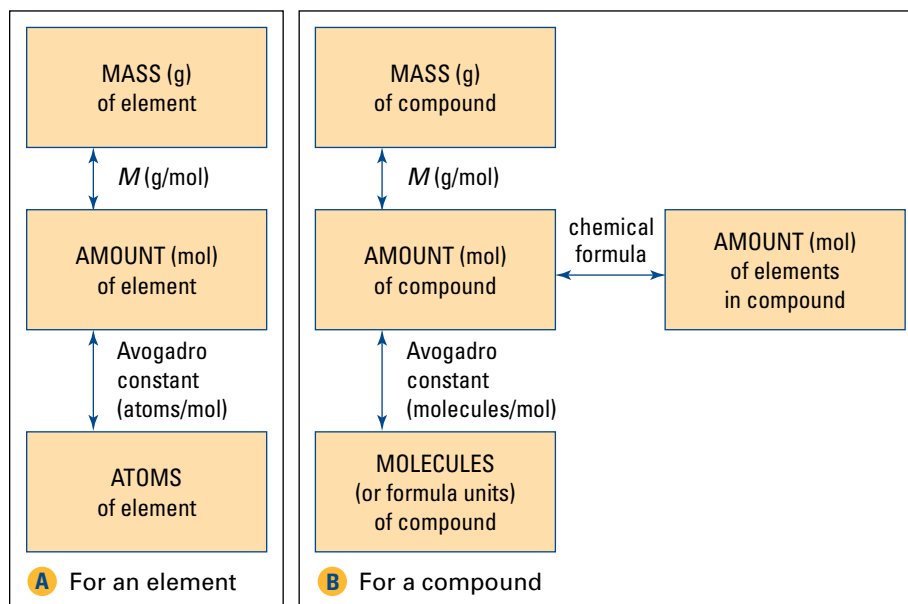 MASS (g)
of element
M (g/mol)
AMOUNT (mol)
of element
Avogadro
constant
(atoms/mol)
ATOMS
of element
A For an element
MASS (g)
of compound
M (g/mol)
AMOUNT (mol)
of compound
chemical
formula
AMOUNT (mol)
of elements
in compound
Avogadro
constant
(molecules/mol)
MOLECULES
(or formula units)
of compound
B For a compound